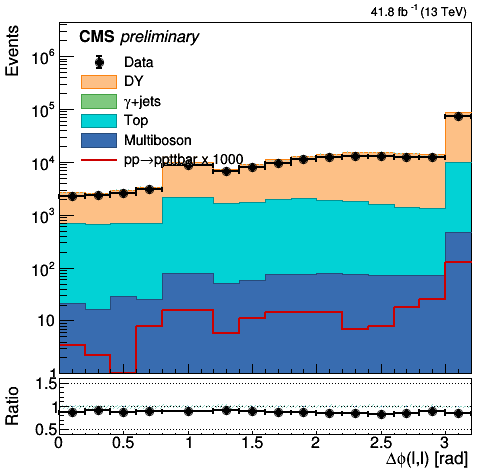 41.8 fb⁻¹ (13 TeV)
CMS preliminary
Data
DY
γ+jets
Top
Multiboson
pp→ppttbar x 1000
Events
10⁶
10⁵
10⁴
10³
10²
10
1
Ratio
1.5
1
0.5
0 0.5 1 1.5 2 2.5 3
Δϕ(l,l) [rad]